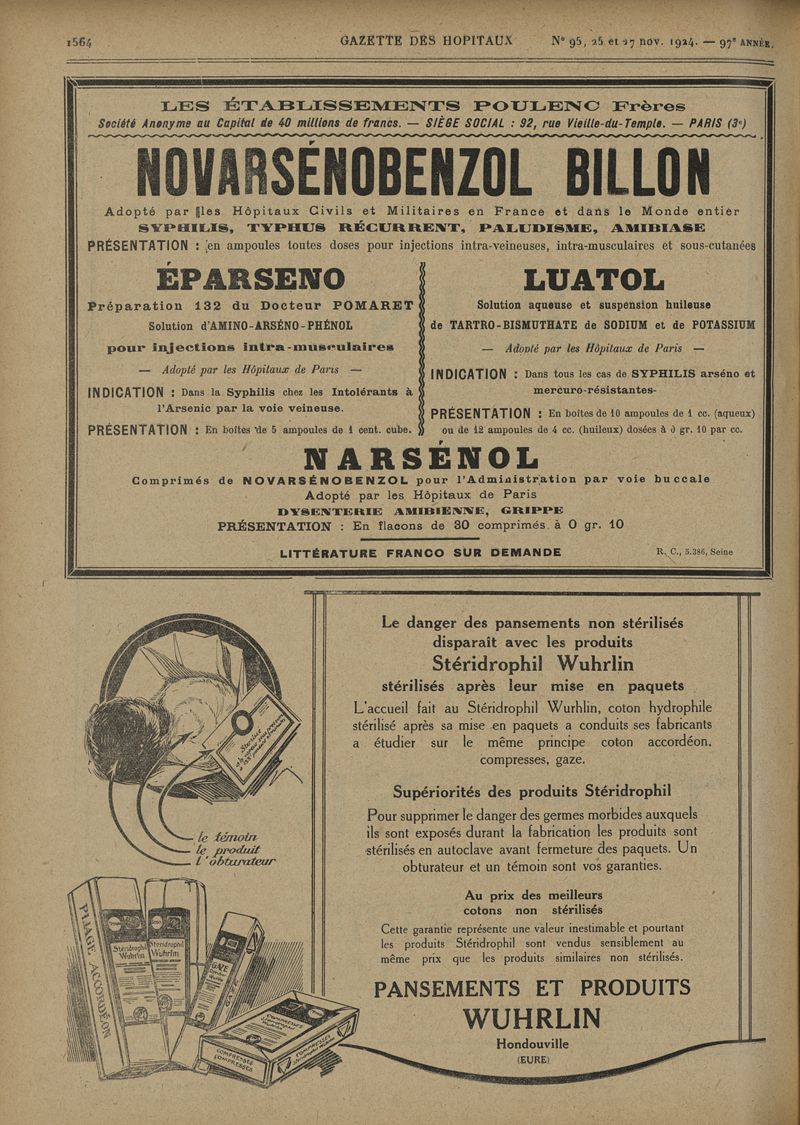 1564
GAZETTE DES HOPITAUX
N° 95, 25 et 27 nov. 1924. — 97e ANNÉE.
LES ÉTABLISSEMENTS POULENC Frères
Société Anonyme au Capital de 40 millions de francs. — SIÈGE SOCIAL : 92, rue Vieille-du-Temple. — PARIS (3e)
NOVARSÉNOBENZOL BILLON
Adopté par les Hôpitaux Civils et Militaires en France et dans le Monde entier
SYPHILIS, TYPHUS RÉCURRENT, PALUDISME, AMIBIASE
PRÉSENTATION : en ampoules toutes doses pour injections intra-veineuses, intra-musculaires et sous-cutanées
ÉPARSENO
Préparation 132 du Docteur POMARET
Solution d'AMINO-ARSÉNO-PHÉNOL
pour injections intra-musculaires
— Adopté par les Hôpitaux de Paris —
INDICATION : Dans la Syphilis chez les Intolérants à
l'Arsenic par la voie veineuse.
PRÉSENTATION : En boîtes de 5 ampoules de 1 cent. cube.
LUATOL
Solution aqueuse et suspension huileuse
de TARTRO-BISMUTHATE de SODIUM et de POTASSIUM
— Adopté par les Hôpitaux de Paris —
INDICATION : Dans tous les cas de SYPHILIS arséno et
mercuro-résistantes-
PRÉSENTATION : En boîtes de 10 ampoules de 1 cc. (aqueux)
ou de 12 ampoules de 4 cc. (huileux) dosées à 0 gr. 10 par cc.
NARSÉNOL
Comprimés de NOVARSÉNOBENZOL pour l'Administration par voie buccale
Adopté par les Hôpitaux de Paris
DYSENTERIE AMIBIENNE, GRIPPE
PRÉSENTATION : En flacons de 30 comprimés à 0 gr. 10
LITTÉRATURE FRANCO SUR DEMANDE
R. C., 5.386, Seine
Le danger des pansements non stérilisés
disparaît avec les produits
Stéridrophil Wuhrlin
stérilisés après leur mise en paquets
L'accueil fait au Stéridrophil Wurhlin, coton hydrophile
stérilisé après sa mise en paquets a conduits ses fabricants
a étudier sur le même principe coton accordéon,
compresses, gaze.
Supériorités des produits Stéridrophil
Pour supprimer le danger des germes morbides auxquels
ils sont exposés durant la fabrication les produits sont
stérilisés en autoclave avant fermeture des paquets. Un
obturateur et un témoin sont vos garanties.
Au prix des meilleurs
cotons non stérilisés
Cette garantie représente une valeur inestimable et pourtant
les produits Stéridrophil sont vendus sensiblement au
même prix que les produits similaires non stérilisés.
PANSEMENTS ET PRODUITS
WUHRLIN
Hondouville
(EURE)
le témoin
le produit
l'obturateur
PLIAGE ACCORDÉON
Stéridrophil
Wuhrlin
Stéridrophil
Wuhrlin
GAZE
GAZE
COMPRESSES
COMPRESSES
COMPRESSES